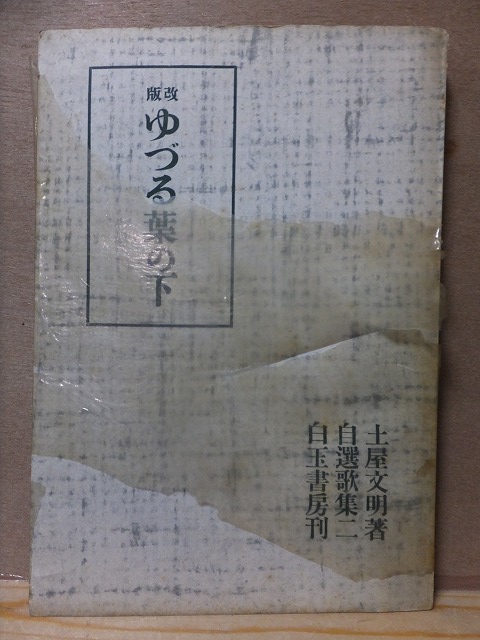 改版
ゆづる葉の下
土屋文明著
自選歌集二
白玉書房刊